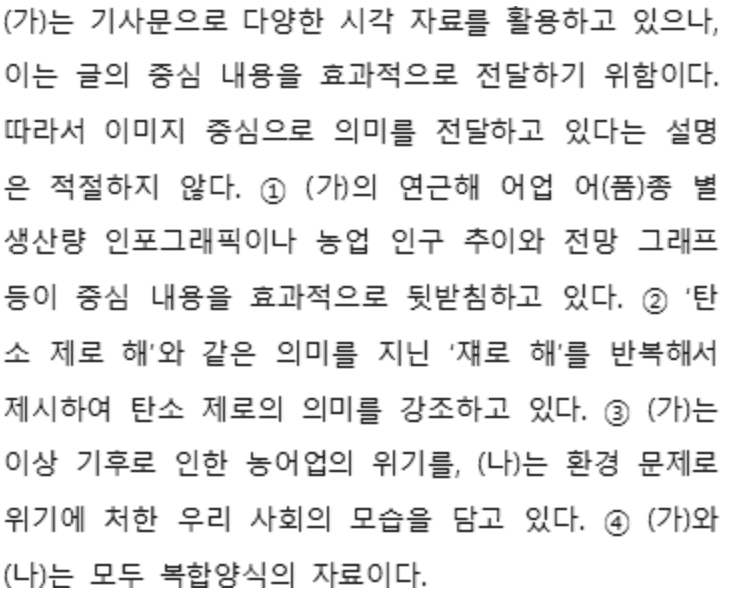 (가)는 기사문으로 다양한 시각 자료를 활용하고 있으나,
이는 글의 중심 내용을 효과적으로 전달하기 위함이다.
따라서 이미지 중심으로 의미를 전달하고 있다는 설명
은 적절하지 않다. ① (가)의 연근해 어업 어(품)종 별
생산량 인포그래픽이나 농업 인구 추이와 전망 그래프
등이 중심 내용을 효과적으로 뒷받침하고 있다. ② ‘탄
소 제로 해’와 같은 의미를 지닌 ‘쟤로 해’를 반복해서
제시하여 탄소 제로의 의미를 강조하고 있다. ③ (가)는
이상 기후로 인한 농어업의 위기를, (나)는 환경 문제로
위기에 처한 우리 사회의 모습을 담고 있다. ④ (가)와
(나)는 모두 복합양식의 자료이다.